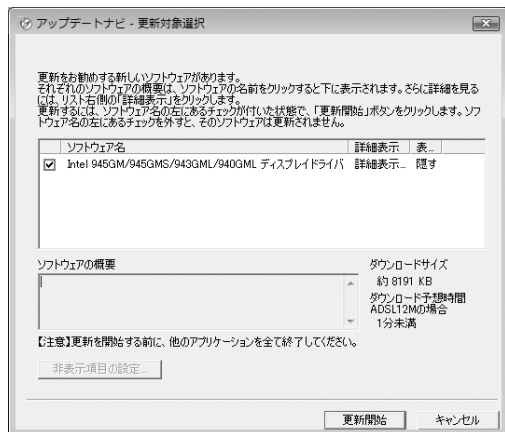 アップデートナビ - 更新対象選択
更新をお勧めする新しいソフトウェアがあります。
それぞれのソフトウェアの概要は、ソフトウェアの名前をクリックすると下に表示されます。さらに詳細を見る
には、リスト右側の「詳細表示」をクリックします。
更新するには、ソフトウェア名の左にあるチェックが付いた状態で、「更新開始」ボタンをクリックします。ソフ
トウェア名の左にあるチェックを外すと、そのソフトウェアは更新されません。
ソフトウェア名 詳細表示 表...
Intel 945GM/945GMS/943GML/940GML ディスプレイドライバ 詳細表示... 隠す
ソフトウェアの概要
ダウンロードサイズ
約 8191 KB
ダウンロード予想時間
ADSL12Mの場合
1分未満
【注意】更新を開始する前に、他のアプリケーションを全て終了してください。
非表示項目の設定...
更新開始 キャンセル